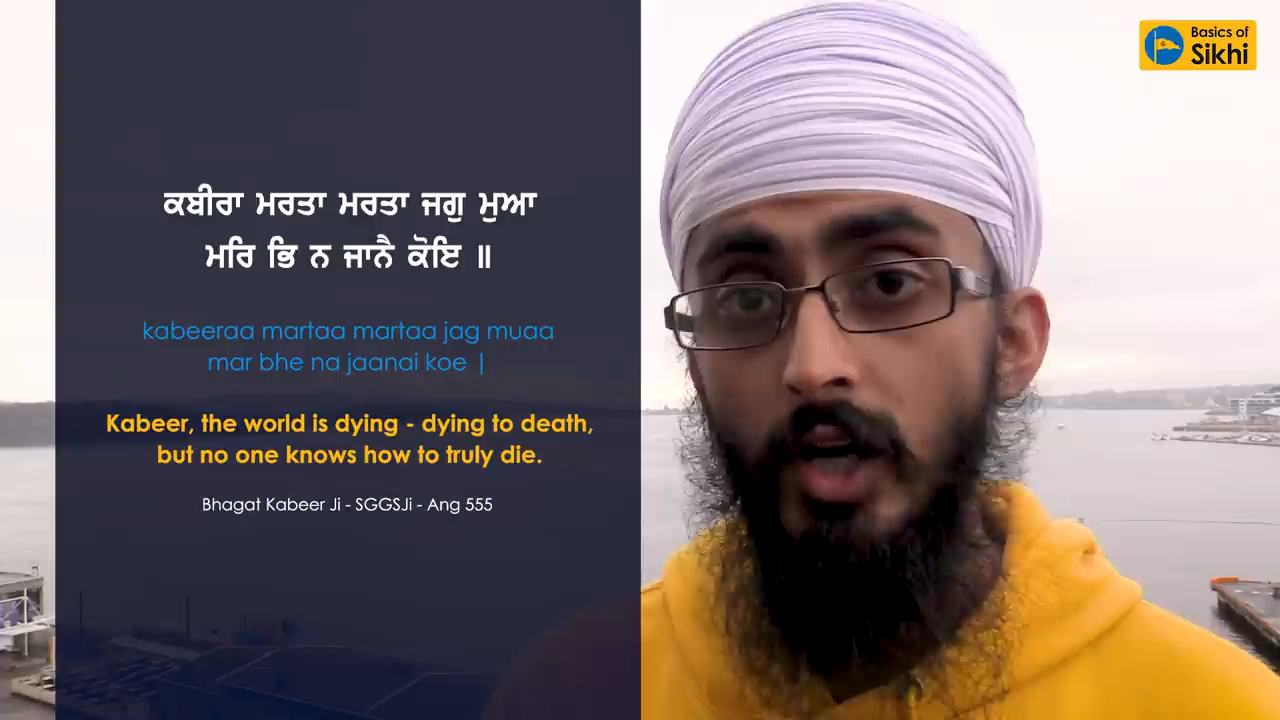 ਕਬੀਰਾ ਮਰਤਾ ਮਰਤਾ ਜਗੁ ਮੁਆ
ਮਰਿ ਭਿ ਨ ਜਾਨੈ ਕੋਇ ॥
kabeeraa martaa martaa jag muaa
mar bhe na jaanai koe |
Kabeer, the world is dying - dying to death,
but no one knows how to truly die.
Bhagat Kabeer Ji - SGGSJi - Ang 555
Basics of
Sikhi